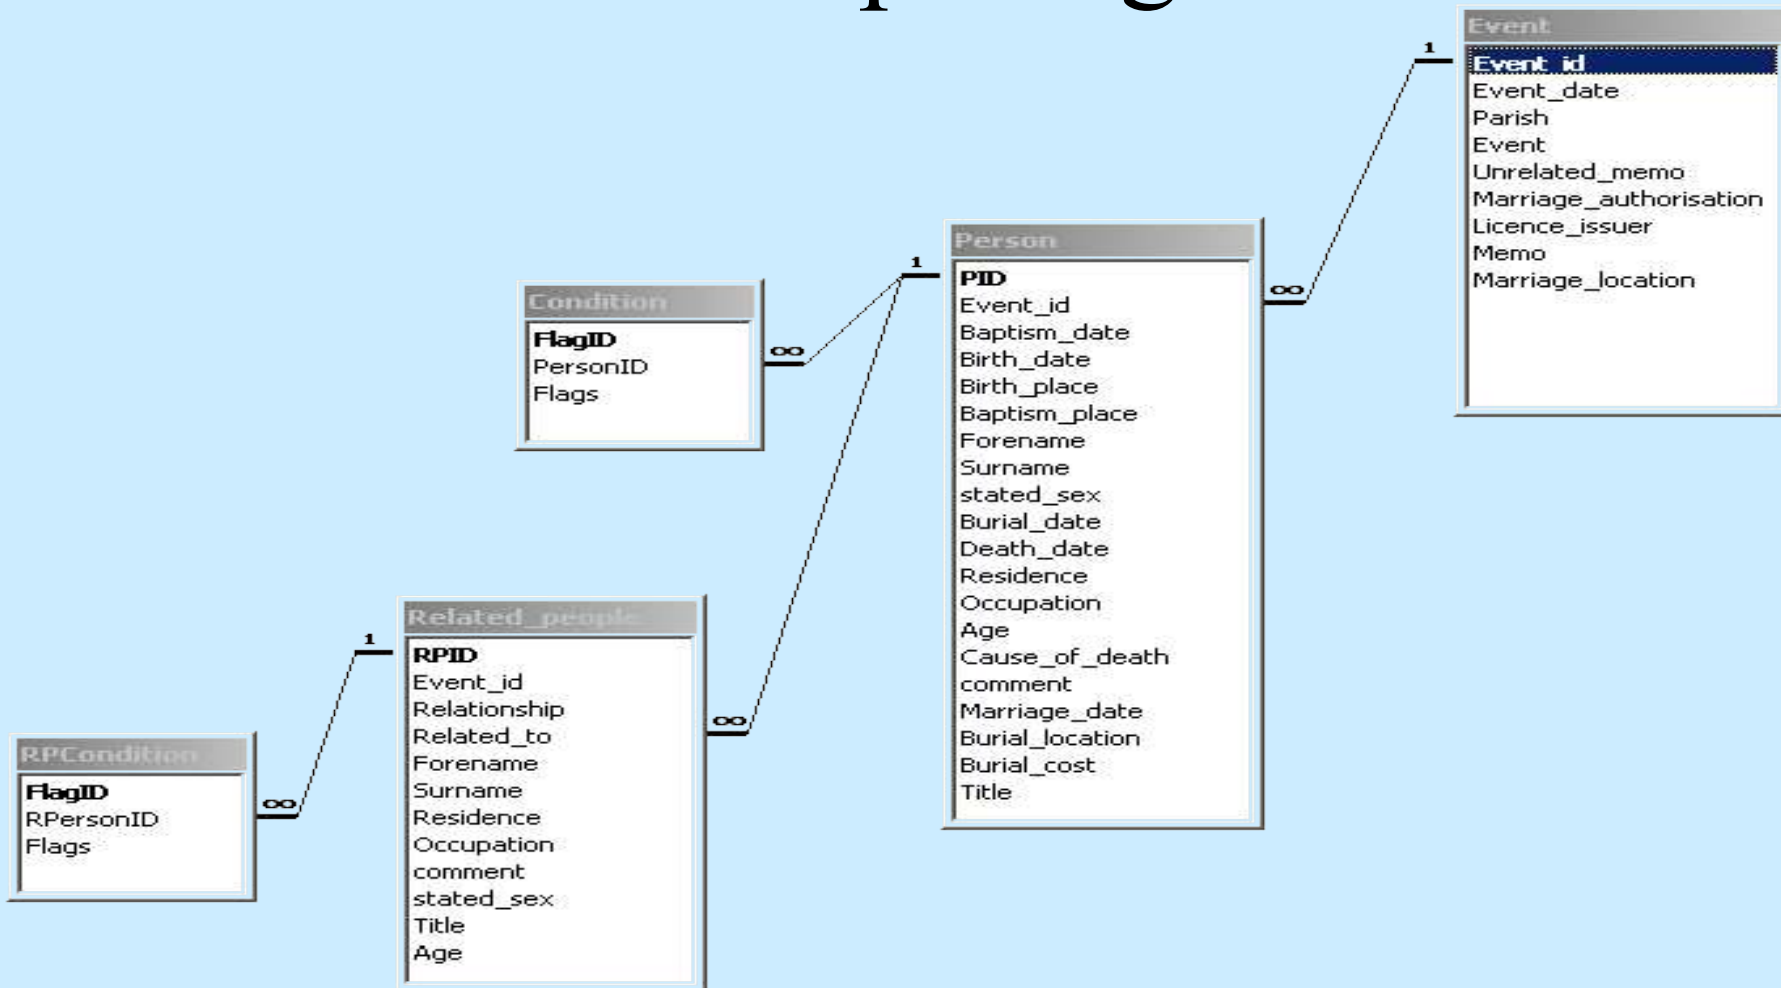 Event
Event_id
Event_date
Parish
Event
Unrelated_memo
Marriage_authorisation
Licence_issuer
Memo
Marriage_location
1
∞
Person
PID
Event_id
Baptism_date
Birth_date
Birth_place
Baptism_place
Forename
Surname
stated_sex
Burial_date
Death_date
Residence
Occupation
Age
Cause_of_death
comment
Marriage_date
Burial_location
Burial_cost
Title
1
∞
Condition
FlagID
PersonID
Flags
∞
Related_people
RPID
Event_id
Relationship
Related_to
Forename
Surname
Residence
Occupation
comment
stated_sex
Title
Age
1
∞
RPCondition
FlagID
RPersonID
Flags